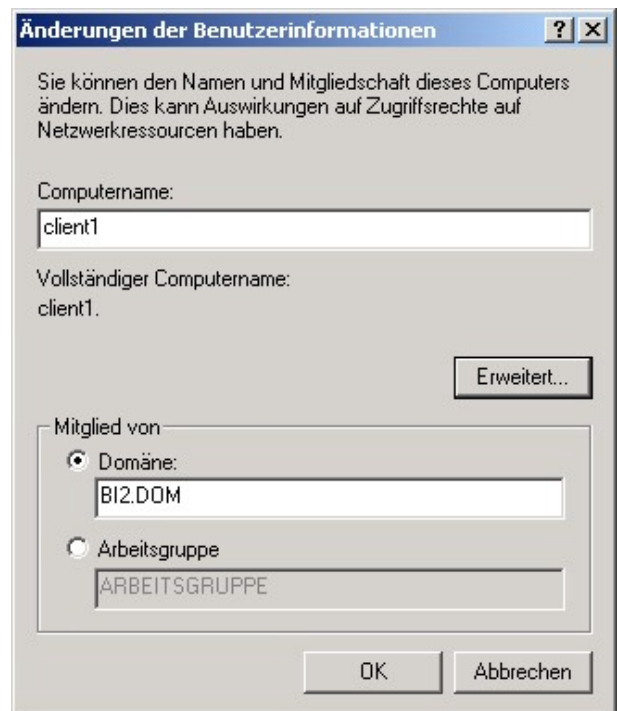 Änderungen der Benutzerinformationen
Sie können den Namen und Mitgliedschaft dieses Computers
ändern. Dies kann Auswirkungen auf Zugriffsrechte auf
Netzwerkressourcen haben.
Computername:
client1
Vollständiger Computername:
client1.
Erweitert...
Mitglied von
Domäne:
BI2.DOM
Arbeitsgruppe
ARBEITSGRUPPE
OK Abbrechen